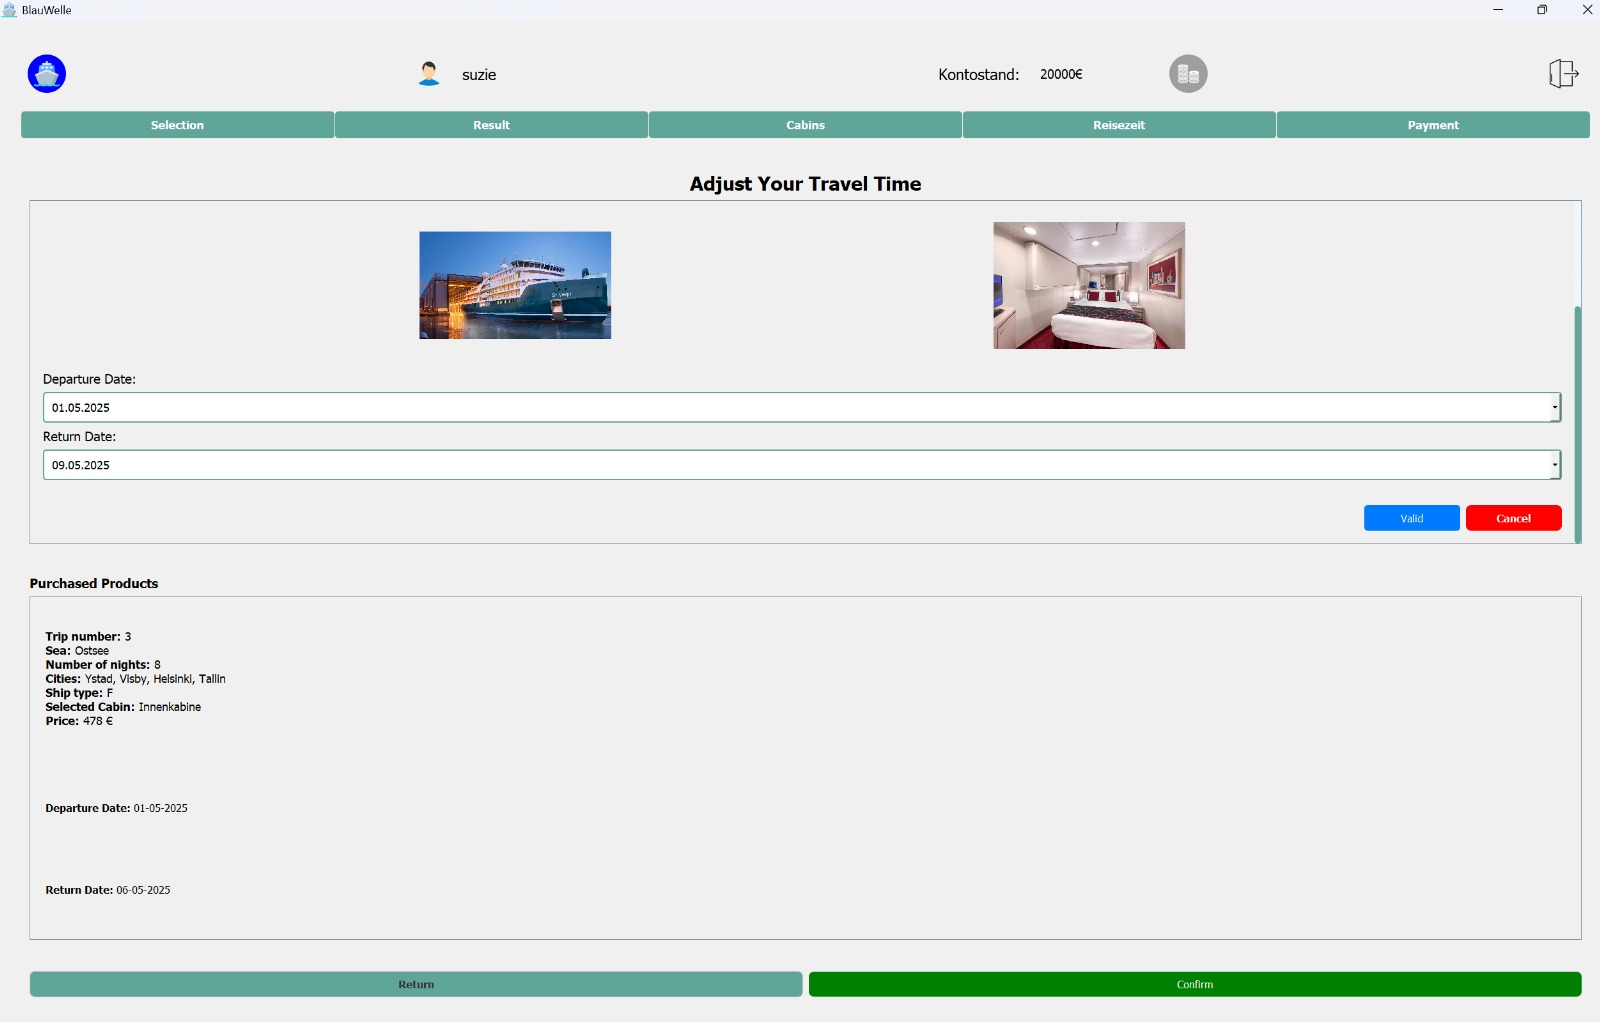 BlauWelle
suzie
Kontostand: 20000€
Selection Result Cabins Reisezeit Payment
Adjust Your Travel Time
Departure Date:
01.05.2025
Return Date:
09.05.2025
Valid Cancel
Purchased Products
Trip number: 3
Sea: Ostsee
Number of nights: 8
Cities: Ystad, Visby, Helsinki, Tallin
Ship type: F
Selected Cabin: Innenkabine
Price: 478 €
Departure Date: 01-05-2025
Return Date: 06-05-2025
Return Confirm